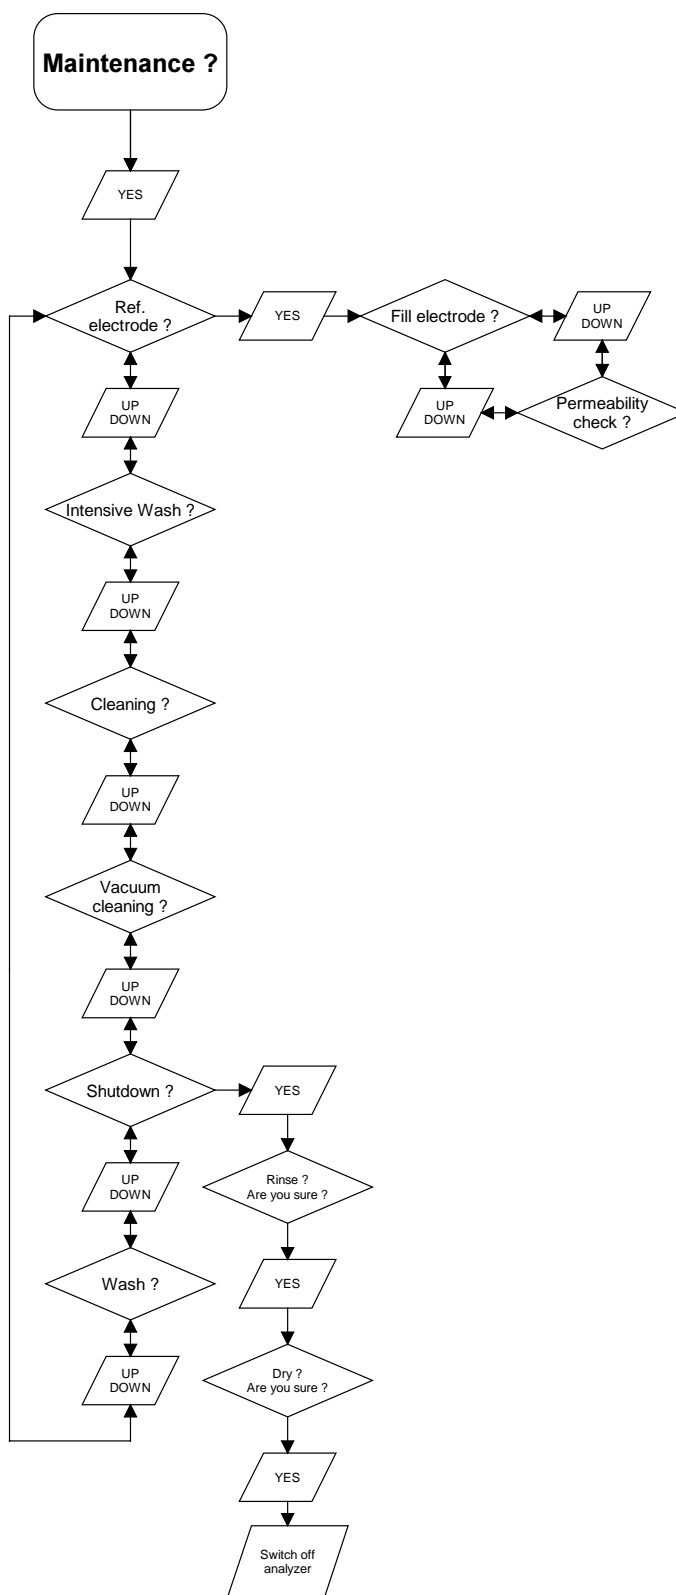 Maintenance ?
YES
Ref.
electrode ?
YES
Fill electrode ?
UP
DOWN
UP
DOWN
UP
DOWN
Permeability
check ?
Intensive Wash ?
UP
DOWN
Cleaning ?
UP
DOWN
Vacuum
cleaning ?
UP
DOWN
Shutdown ?
YES
UP
DOWN
Rinse ?
Are you sure ?
Wash ?
YES
UP
DOWN
Dry ?
Are you sure ?
YES
Switch off
analyzer